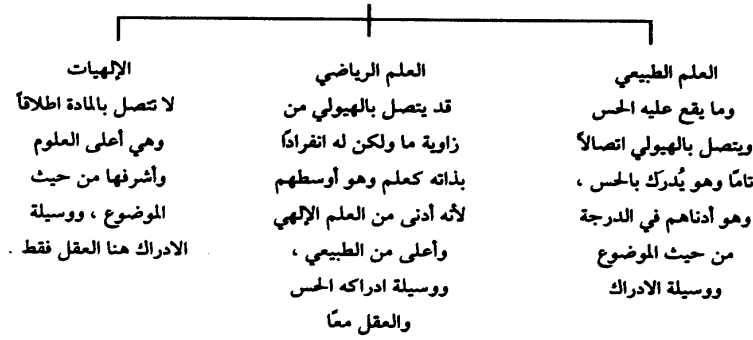 العلم الطبيعي
وما يقع عليه الحس
ويتصل بالهيولي اتصالاً
تامًا وهو يُدرك بالحس ،
وهو أدناهم في الدرجة
من حيث الموضوع
ووسيلة الادراك
العلم الرياضي
قد يتصل بالهيولي من
زاوية ما ولكن له انفرادًا
بذاته كعلم وهو أوسطهم
لأنه أدنى من العلم الإلهي
وأعلى من الطبيعي ،
ووسيلة ادراكه الحس
والعقل معًا
الإلهيات
لا تتصل بالمادة اطلاقاً
وهي أعلى العلوم
وأشرفها من حيث
الموضوع ، ووسيلة
الادراك هنا العقل فقط .